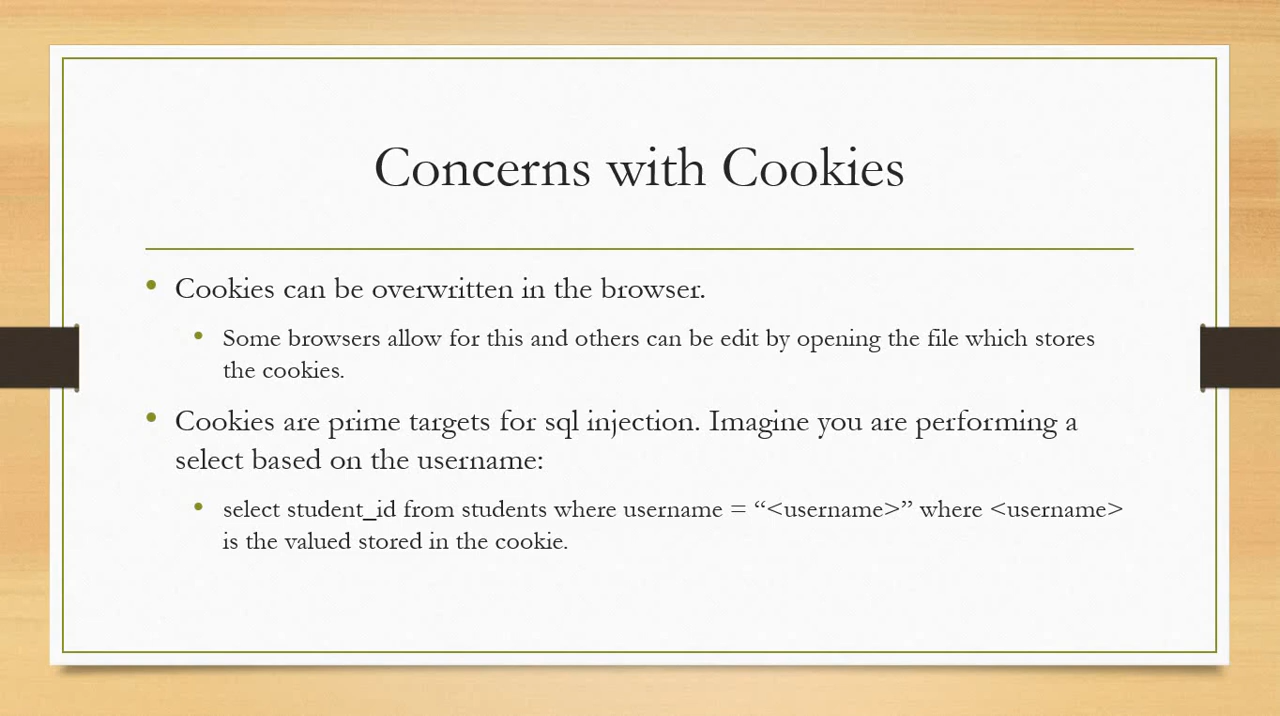 Concerns with Cookies
• Cookies can be overwritten in the browser.
• Some browsers allow for this and others can be edit by opening the file which stores
the cookies.
• Cookies are prime targets for sql injection. Imagine you are performing a
select based on the username:
• select student_id from students where username = “<username>” where <username>
is the valued stored in the cookie.